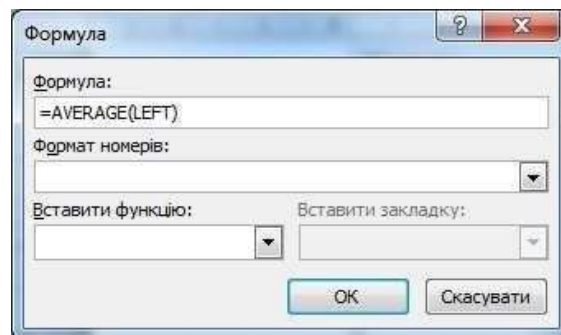 Формула
Формула:
=AVERAGE(LEFT)
Формат номерів:
Вставити функцію: Вставити закладку:
OK Скасувати